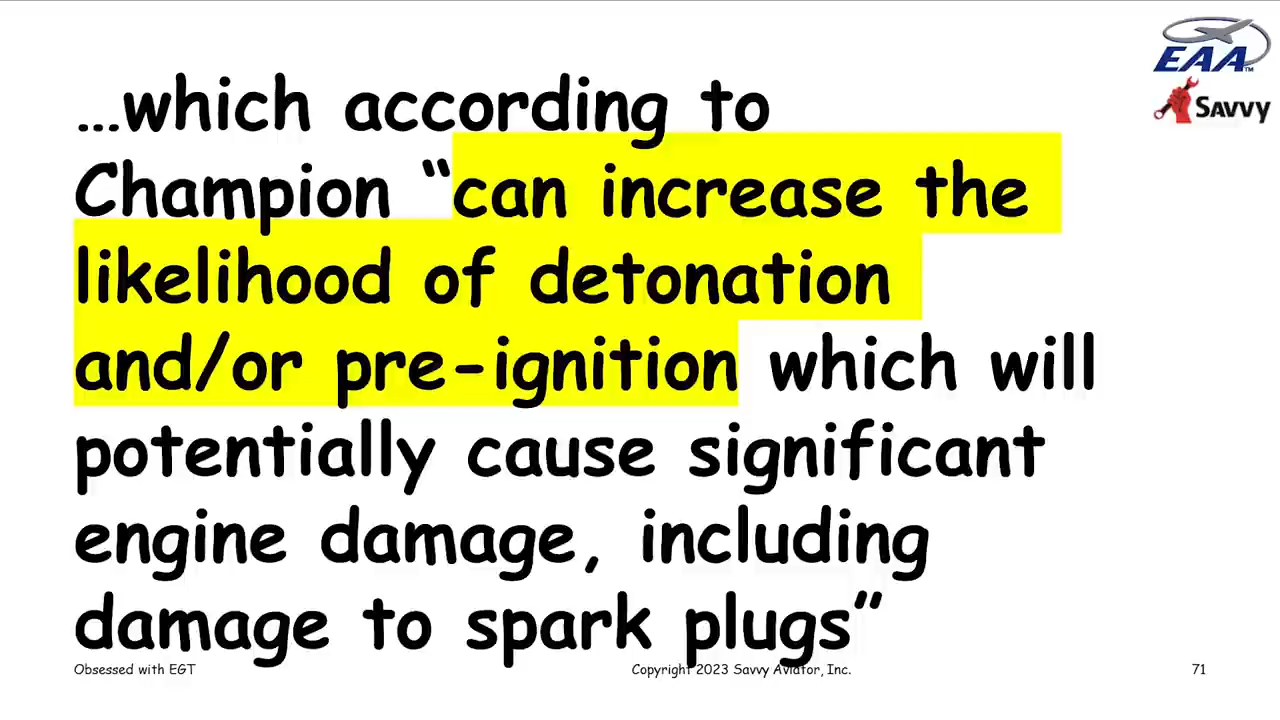 EAA™
Savvy
…which according to
Champion “can increase the
likelihood of detonation
and/or pre-ignition which will
potentially cause significant
engine damage, including
damage to spark plugs”
Obsessed with EGT
Copyright 2023 Savvy Aviator, Inc.
71